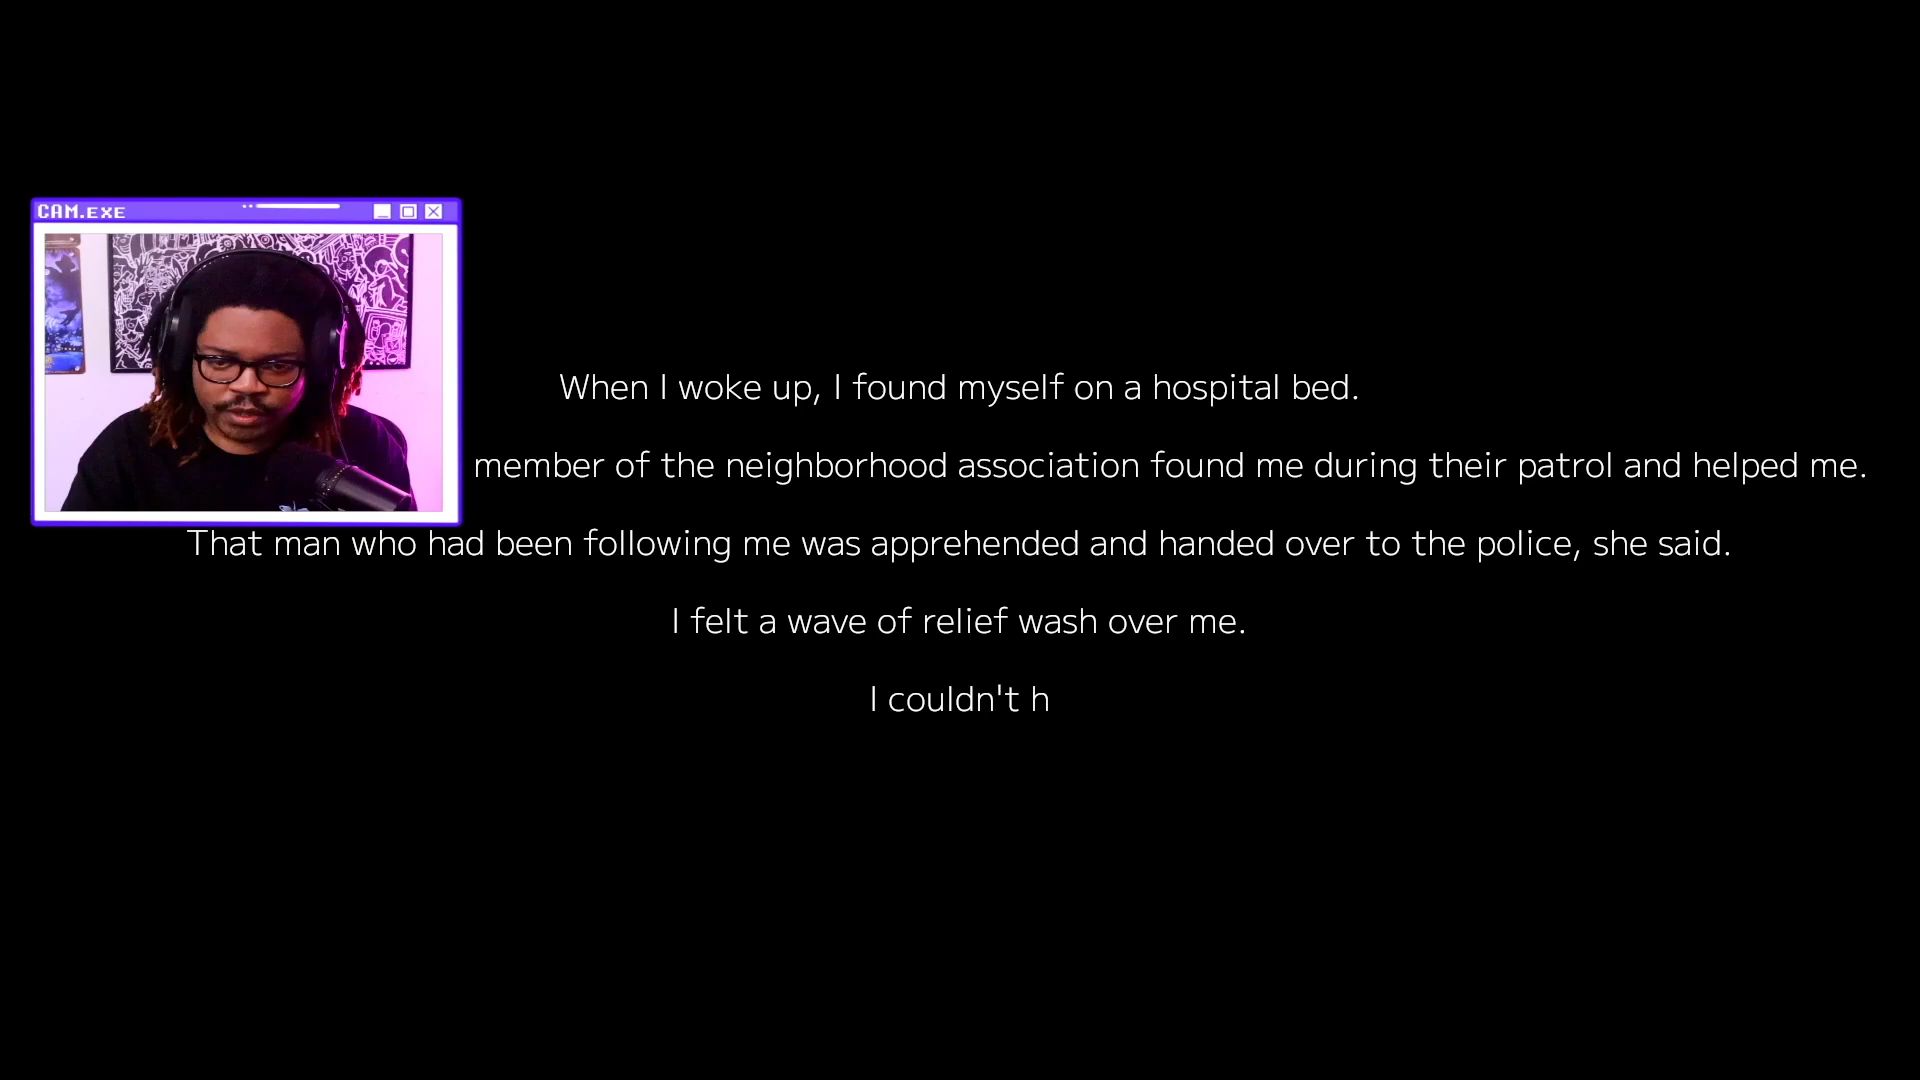 CAM.EXE
When I woke up, I found myself on a hospital bed.
member of the neighborhood association found me during their patrol and helped me.
That man who had been following me was apprehended and handed over to the police, she said.
I felt a wave of relief wash over me.
I couldn't h